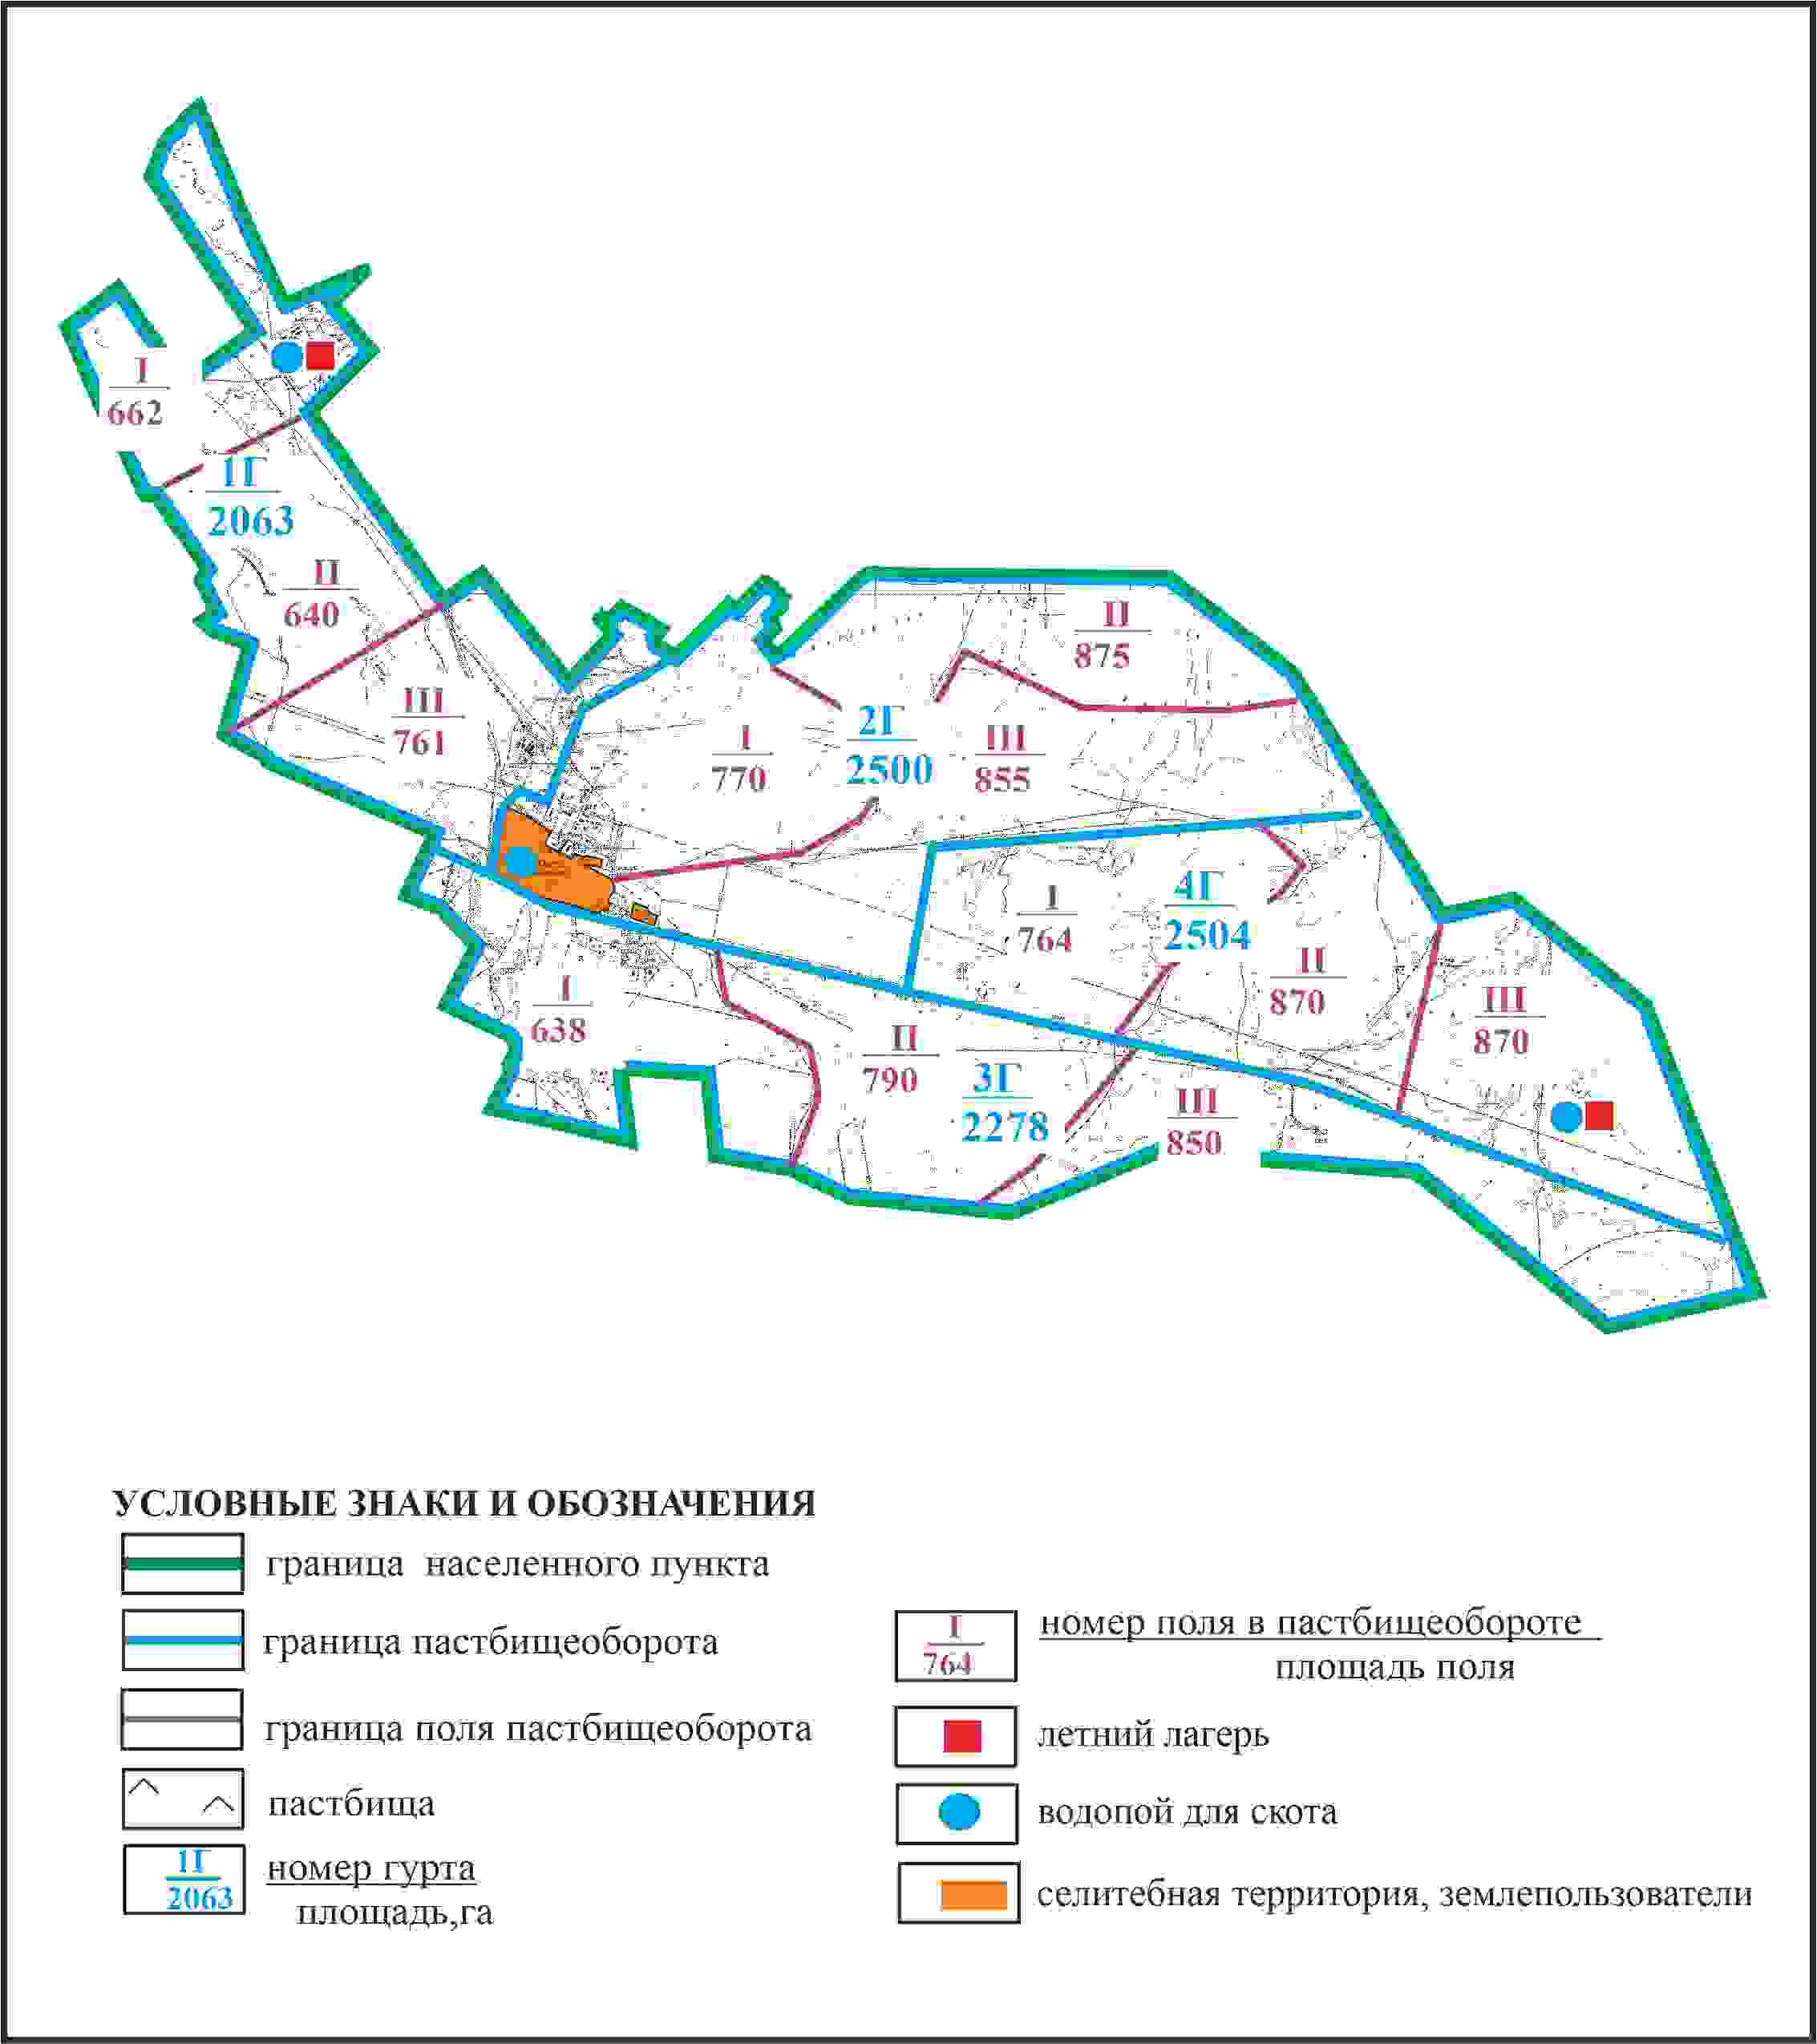 I
662
1Г
2063
II
640
III
761
II
875
2Г
2500
I
770
III
855
I
764
4Г
2504
II
870
III
870
I
638
II
790
3Г
2278
III
850
УСЛОВНЫЕ ЗНАКИ И ОБОЗНАЧЕНИЯ
граница населенного пункта
граница пастбищеоборота
граница поля пастбищеоборота
пастбища
1Г
2063
номер гурта
площадь,га
I
764
номер поля в пастбищеобороте
площадь поля
летний лагерь
водопой для скота
селитебная территория, землепользователи